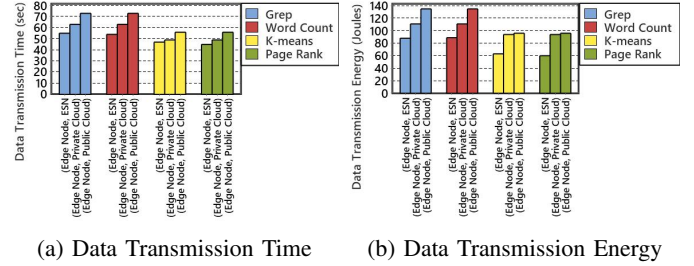 Data Transmission Time (sec)
80
70
60
50
40
30
20
10
0
(Edge Node, ESN)
(Edge Node, Private Cloud)
(Edge Node, Public Cloud)
(Edge Node, ESN)
(Edge Node, Private Cloud)
(Edge Node, Public Cloud)
(Edge Node, ESN)
(Edge Node, Private Cloud)
(Edge Node, Public Cloud)
(Edge Node, ESN)
(Edge Node, Private Cloud)
(Edge Node, Public Cloud)
Grep
Word Count
K-means
Page Rank
(a) Data Transmission Time
Data Transmission Energy (Joules)
140
120
100
80
60
40
20
0
(Edge Node, ESN)
(Edge Node, Private Cloud)
(Edge Node, Public Cloud)
(Edge Node, ESN)
(Edge Node, Private Cloud)
(Edge Node, Public Cloud)
(Edge Node, ESN)
(Edge Node, Private Cloud)
(Edge Node, Public Cloud)
(Edge Node, ESN)
(Edge Node, Private Cloud)
(Edge Node, Public Cloud)
Grep
Word Count
K-means
Page Rank
(b) Data Transmission Energy